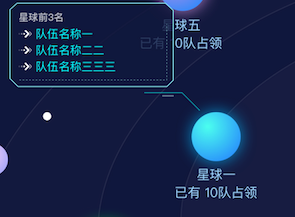 星球前3名
队伍名称一
队伍名称二二
队伍名称三三三
星球五
已有 0队占领
星球一
已有 10队占领